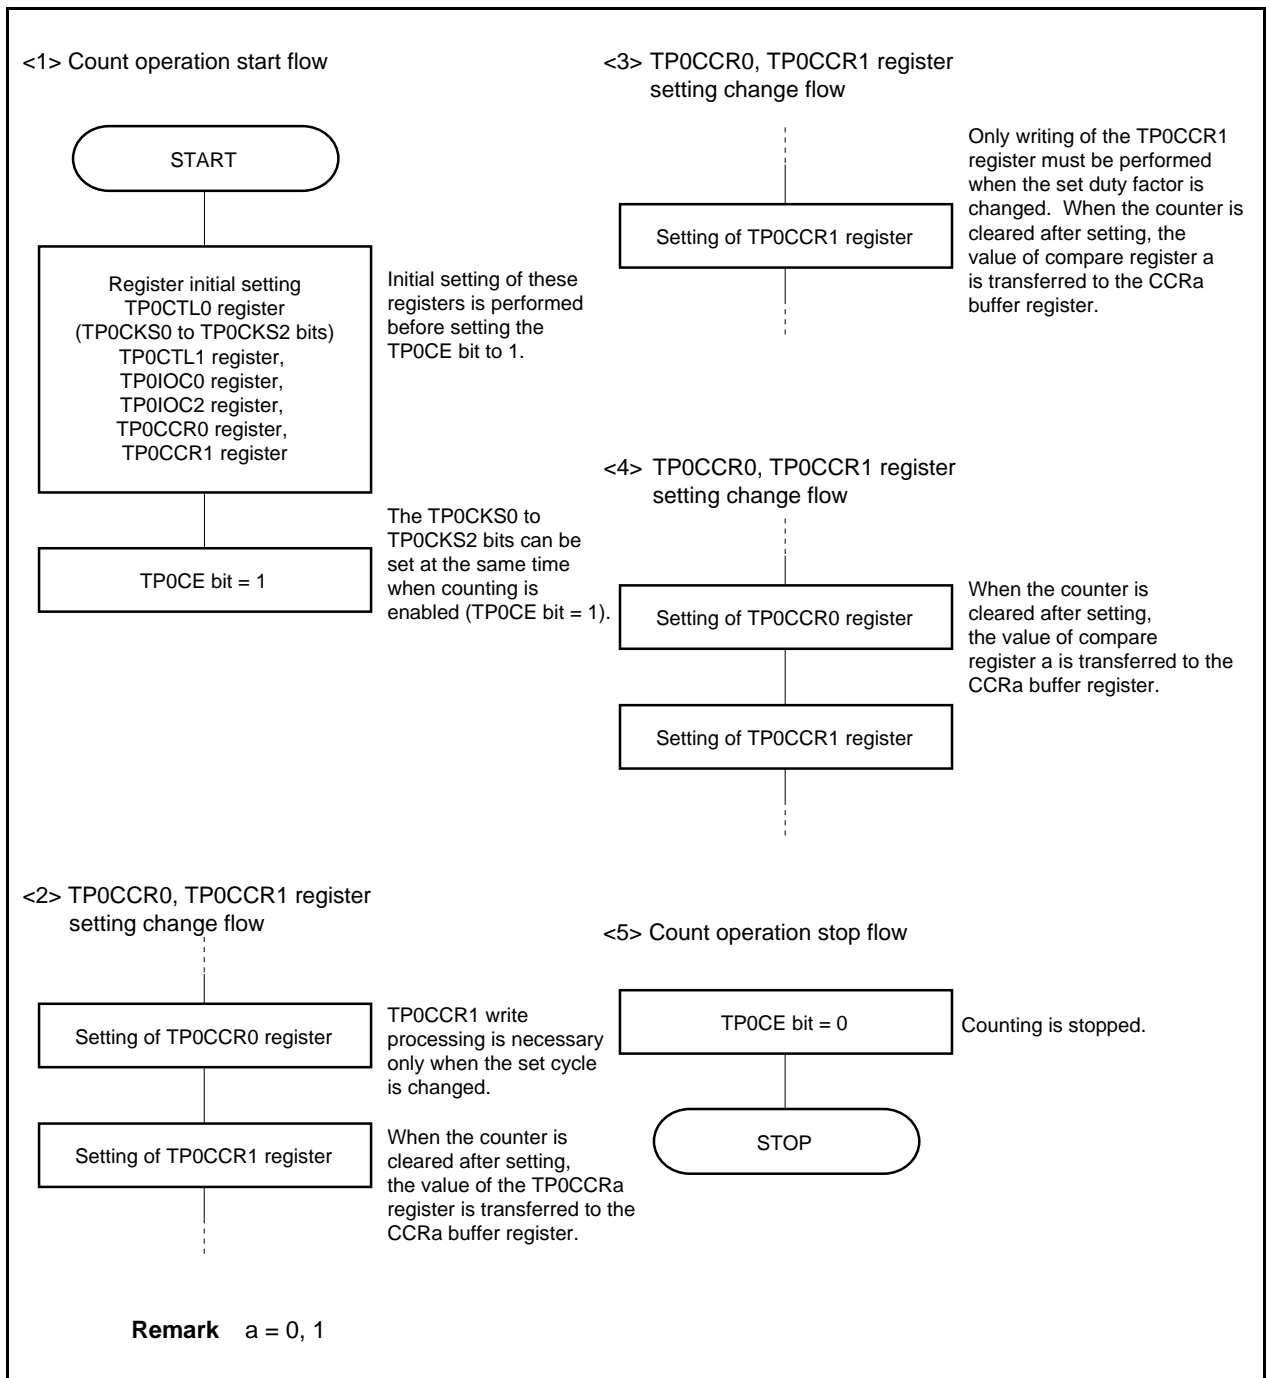 <1> Count operation start flow
START
Register initial setting
TP0CTL0 register
(TP0CKS0 to TP0CKS2 bits)
TP0CTL1 register,
TP0IOC0 register,
TP0IOC2 register,
TP0CCR0 register,
TP0CCR1 register
Initial setting of these
registers is performed
before setting the
TP0CE bit to 1.
TP0CE bit = 1
The TP0CKS0 to
TP0CKS2 bits can be
set at the same time
when counting is
enabled (TP0CE bit = 1).
<2> TP0CCR0, TP0CCR1 register
setting change flow
Setting of TP0CCR0 register
TP0CCR1 write
processing is necessary
only when the set cycle
is changed.
Setting of TP0CCR1 register
When the counter is
cleared after setting,
the value of the TP0CCRa
register is transferred to the
CCRa buffer register.
<3> TP0CCR0, TP0CCR1 register
setting change flow
Setting of TP0CCR1 register
Only writing of the TP0CCR1
register must be performed
when the set duty factor is
changed. When the counter is
cleared after setting, the
value of compare register a
is transferred to the CCRa
buffer register.
<4> TP0CCR0, TP0CCR1 register
setting change flow
Setting of TP0CCR0 register
When the counter is
cleared after setting,
the value of compare
register a is transferred to the
CCRa buffer register.
Setting of TP0CCR1 register
<5> Count operation stop flow
TP0CE bit = 0
Counting is stopped.
STOP
Remark a = 0, 1